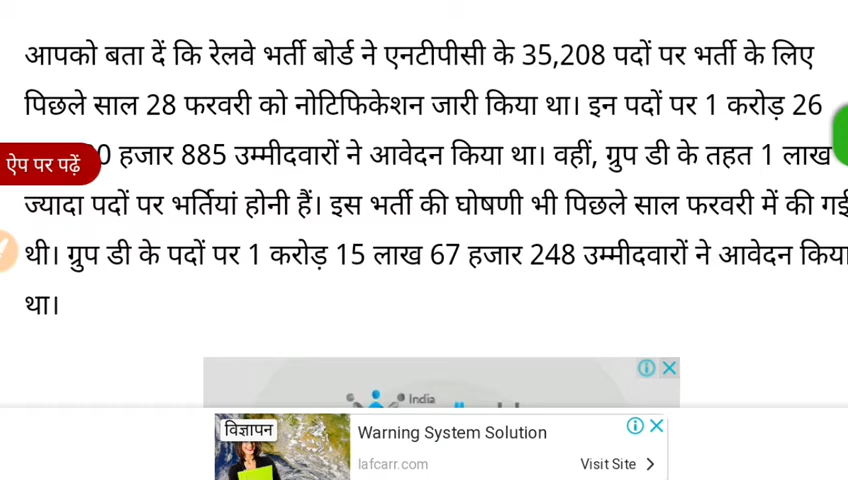 आपको बता दें कि रेलवे भर्ती बोर्ड ने एनटीपीसी के 35,208 पदों पर भर्ती के लिए
पिछले साल 28 फरवरी को नोटिफिकेशन जारी किया था। इन पदों पर 1 करोड़ 26
ऐप पर पढ़ें
0 हजार 885 उम्मीदवारों ने आवेदन किया था। वहीं, ग्रुप डी के तहत 1 लाख
ज्यादा पदों पर भर्तियां होनी हैं। इस भर्ती की घोषणी भी पिछले साल फरवरी में की गई
थी। ग्रुप डी के पदों पर 1 करोड़ 15 लाख 67 हजार 248 उम्मीदवारों ने आवेदन किया
था।
India
विज्ञापन
Warning System Solution
lafcarr.com
Visit Site